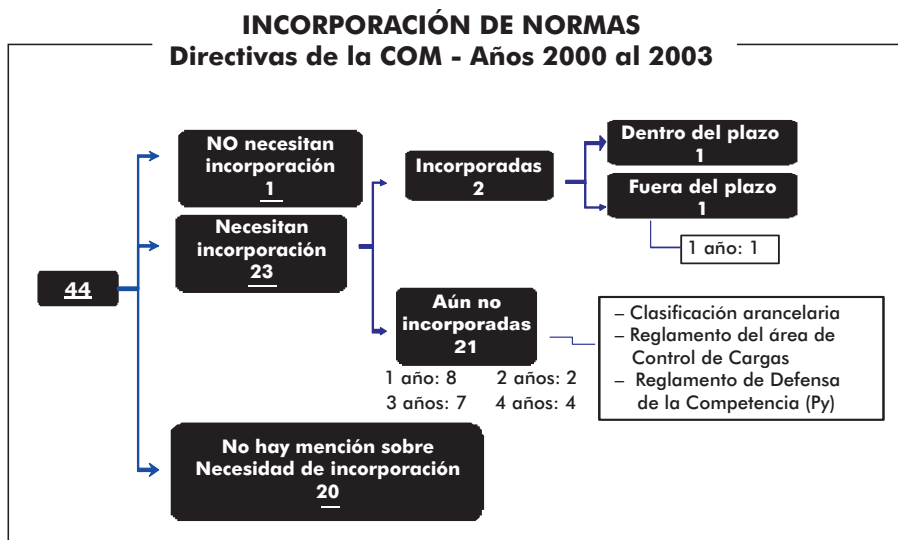 INCORPORACIÓN DE NORMAS
Directivas de la COM - Años 2000 al 2003
44
NO necesitan
incorporación
1
Necesitan
incorporación
23
No hay mención sobre
Necesidad de incorporación
20
Incorporadas
2
Aún no
incorporadas
21
1 año: 8 2 años: 2
3 años: 7 4 años: 4
Dentro del plazo
1
Fuera del plazo
1
1 año: 1
– Clasificación arancelaria
– Reglamento del área de
Control de Cargas
– Reglamento de Defensa
de la Competencia (Py)